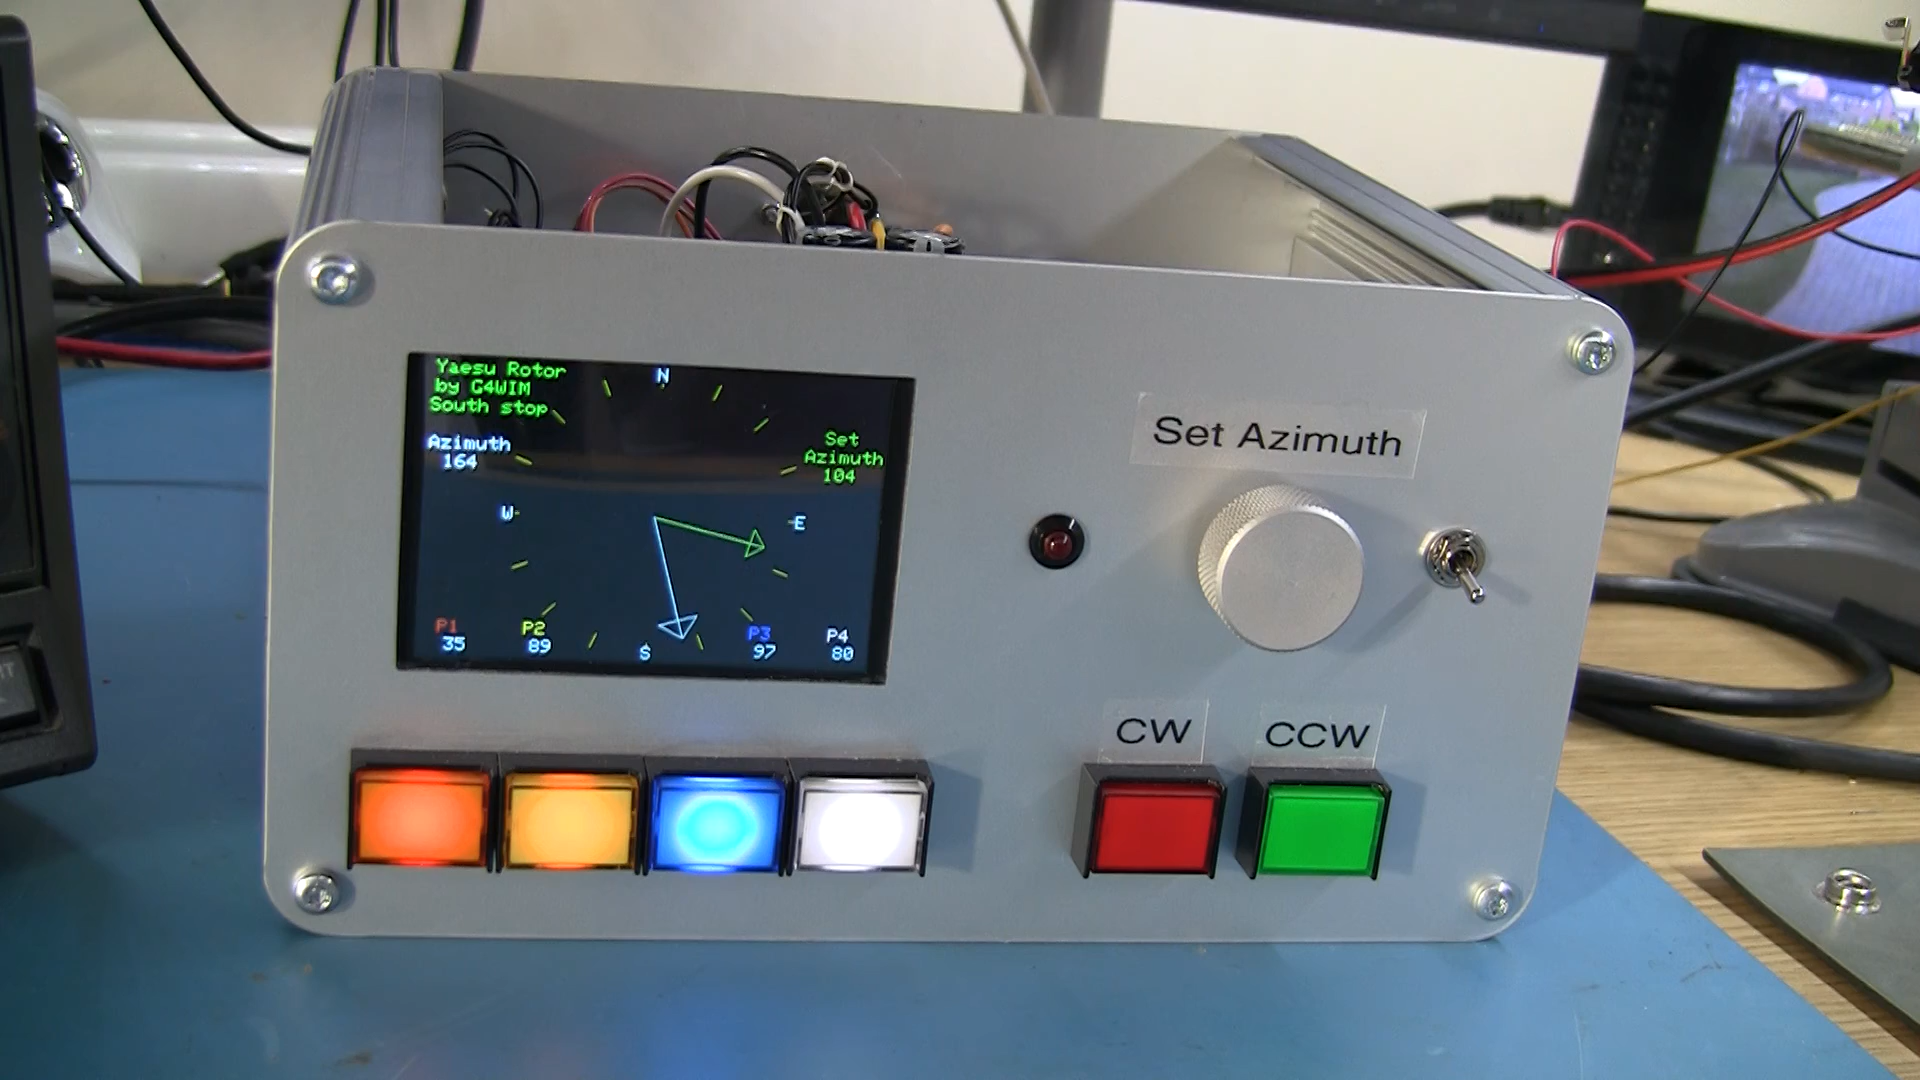 Yaesu Rotor
by G4WIM
South stop
N
Azimuth
164
Set
Azimuth
104
W
E
P1
35
P2
89
S
P3
97
P4
80
Set Azimuth
CW
CCW